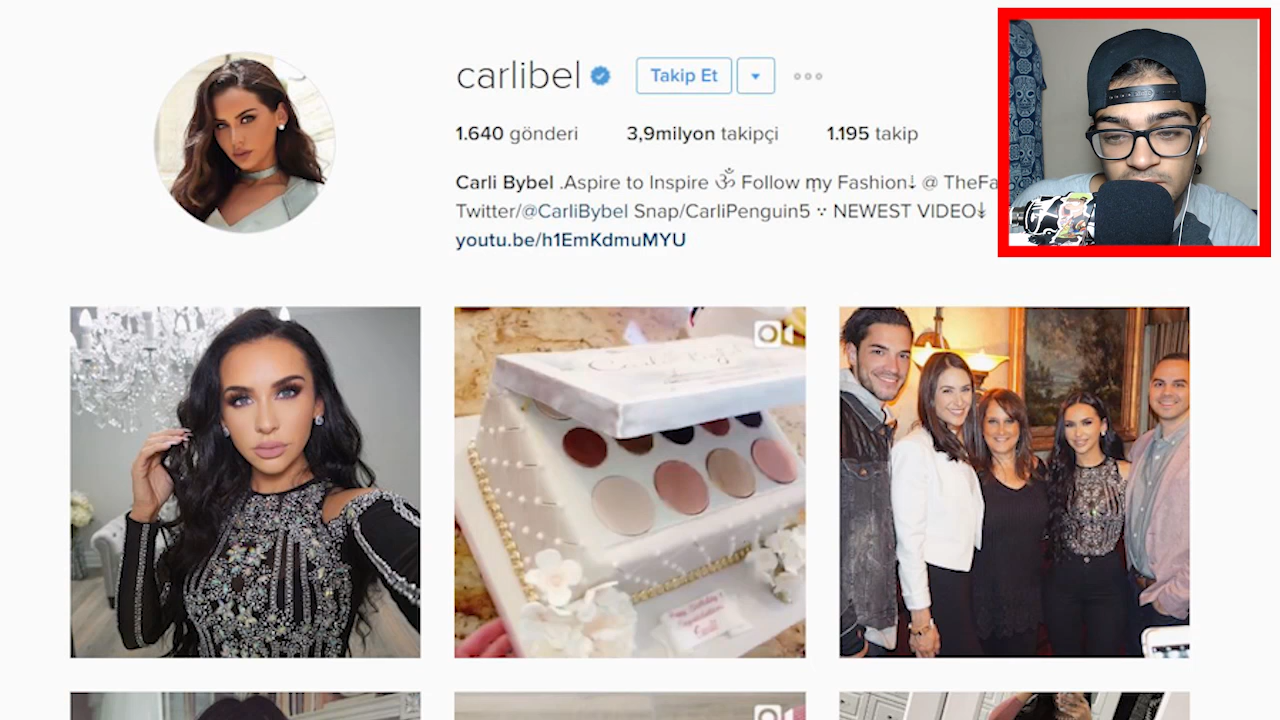 carlibel Takip Et
1.640 gönderi 3,9milyon takipçi 1.195 takip
Carli Bybel .Aspire to Inspire ॐ Follow ɱy Fashion⇃ @ TheFa
Twitter/@CarliBybel Snap/CarliPenguin5 ∵ NEWEST VIDEO⇃
youtu.be/h1EmKdmuMYU